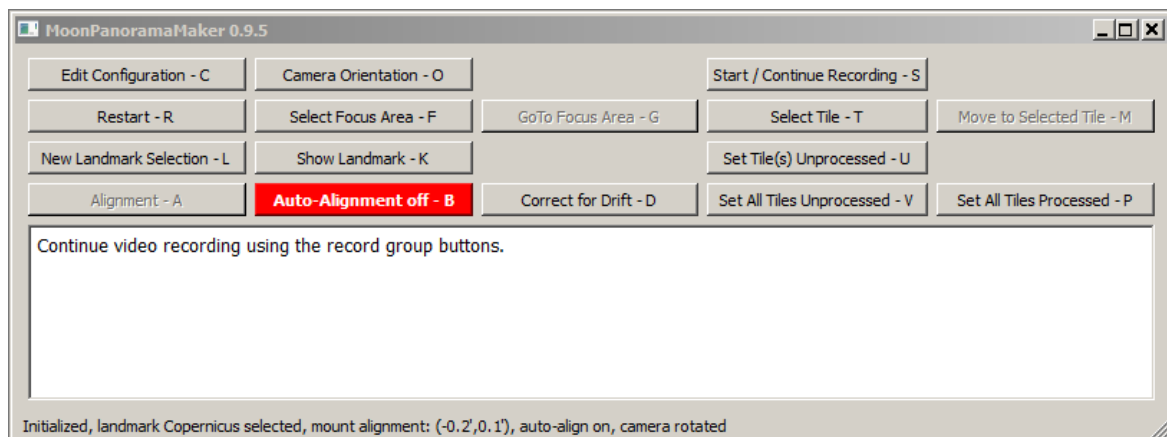 MoonPanoramaMaker 0.9.5
Edit Configuration - C
Camera Orientation - O
Start / Continue Recording - S
Restart - R
Select Focus Area - F
GoTo Focus Area - G
Select Tile - T
Move to Selected Tile - M
New Landmark Selection - L
Show Landmark - K
Set Tile(s) Unprocessed - U
Alignment - A
Auto-Alignment off - B
Correct for Drift - D
Set All Tiles Unprocessed - V
Set All Tiles Processed - P
Continue video recording using the record group buttons.
Initialized, landmark Copernicus selected, mount alignment: (-0.2',0.1'), auto-align on, camera rotated